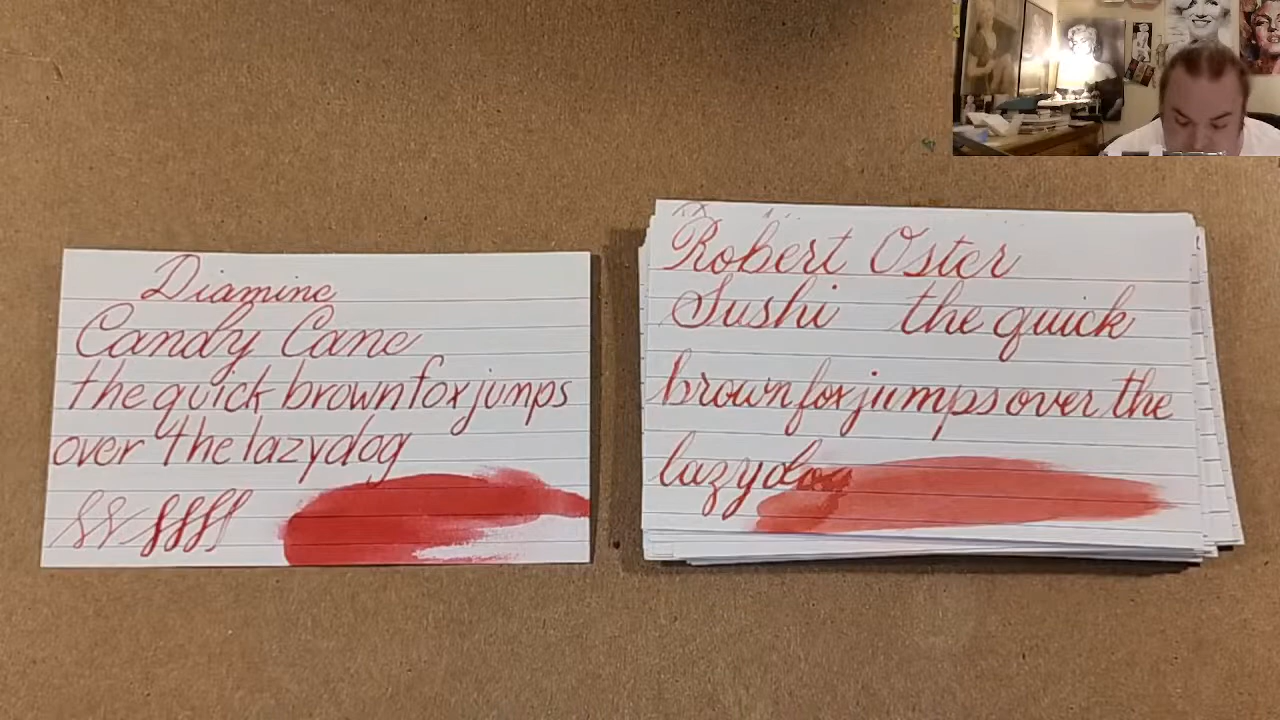 Diamine
Candy Cane
the quick brown fox jumps
over the lazy dog
Robert Oster
Sushi the quick
brown fox jumps over the
lazy dog